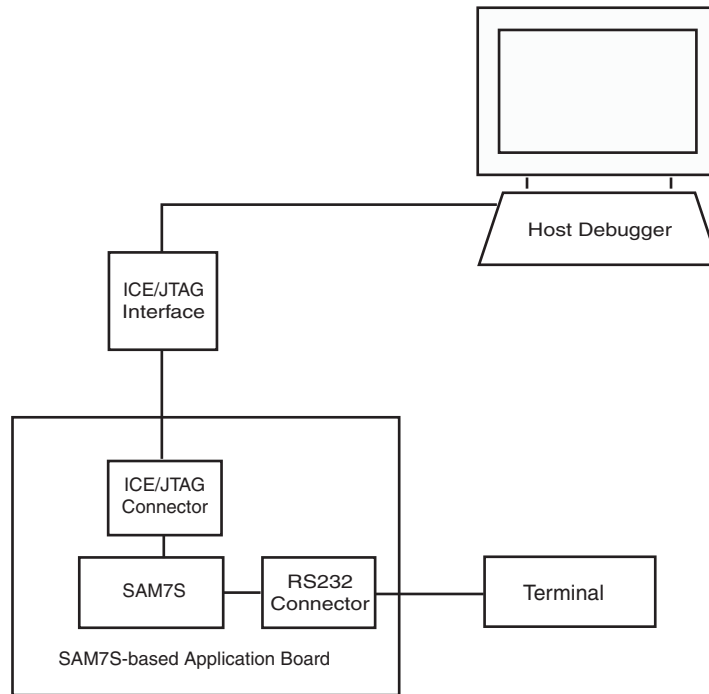 Host Debugger
ICE/JTAG
Interface
ICE/JTAG
Connector
SAM7S
RS232
Connector
Terminal
SAM7S-based Application Board